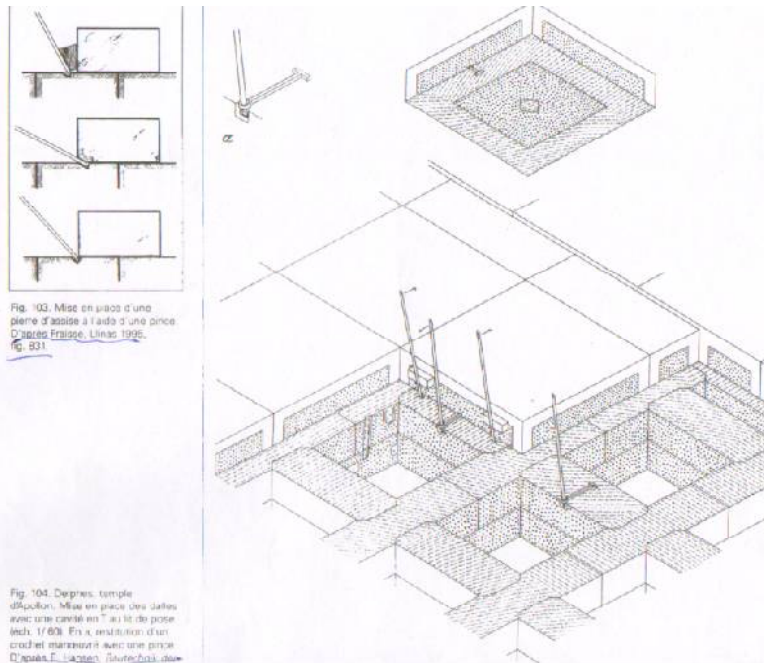 Fig. 103. Mise en place d'une
pierre d'assise à l'aide d'une pince.
D'après Fraisse, Llinas 1995,
fig. 831.
a
Fig. 104. Delphes, temple
d'Apollon. Mise en place des dalles
avec une cavité en T au lit de pose
(éch. 1/60). En a, restitution d'un
crochet manœuvré avec une pince.
D'après E. Hansen,